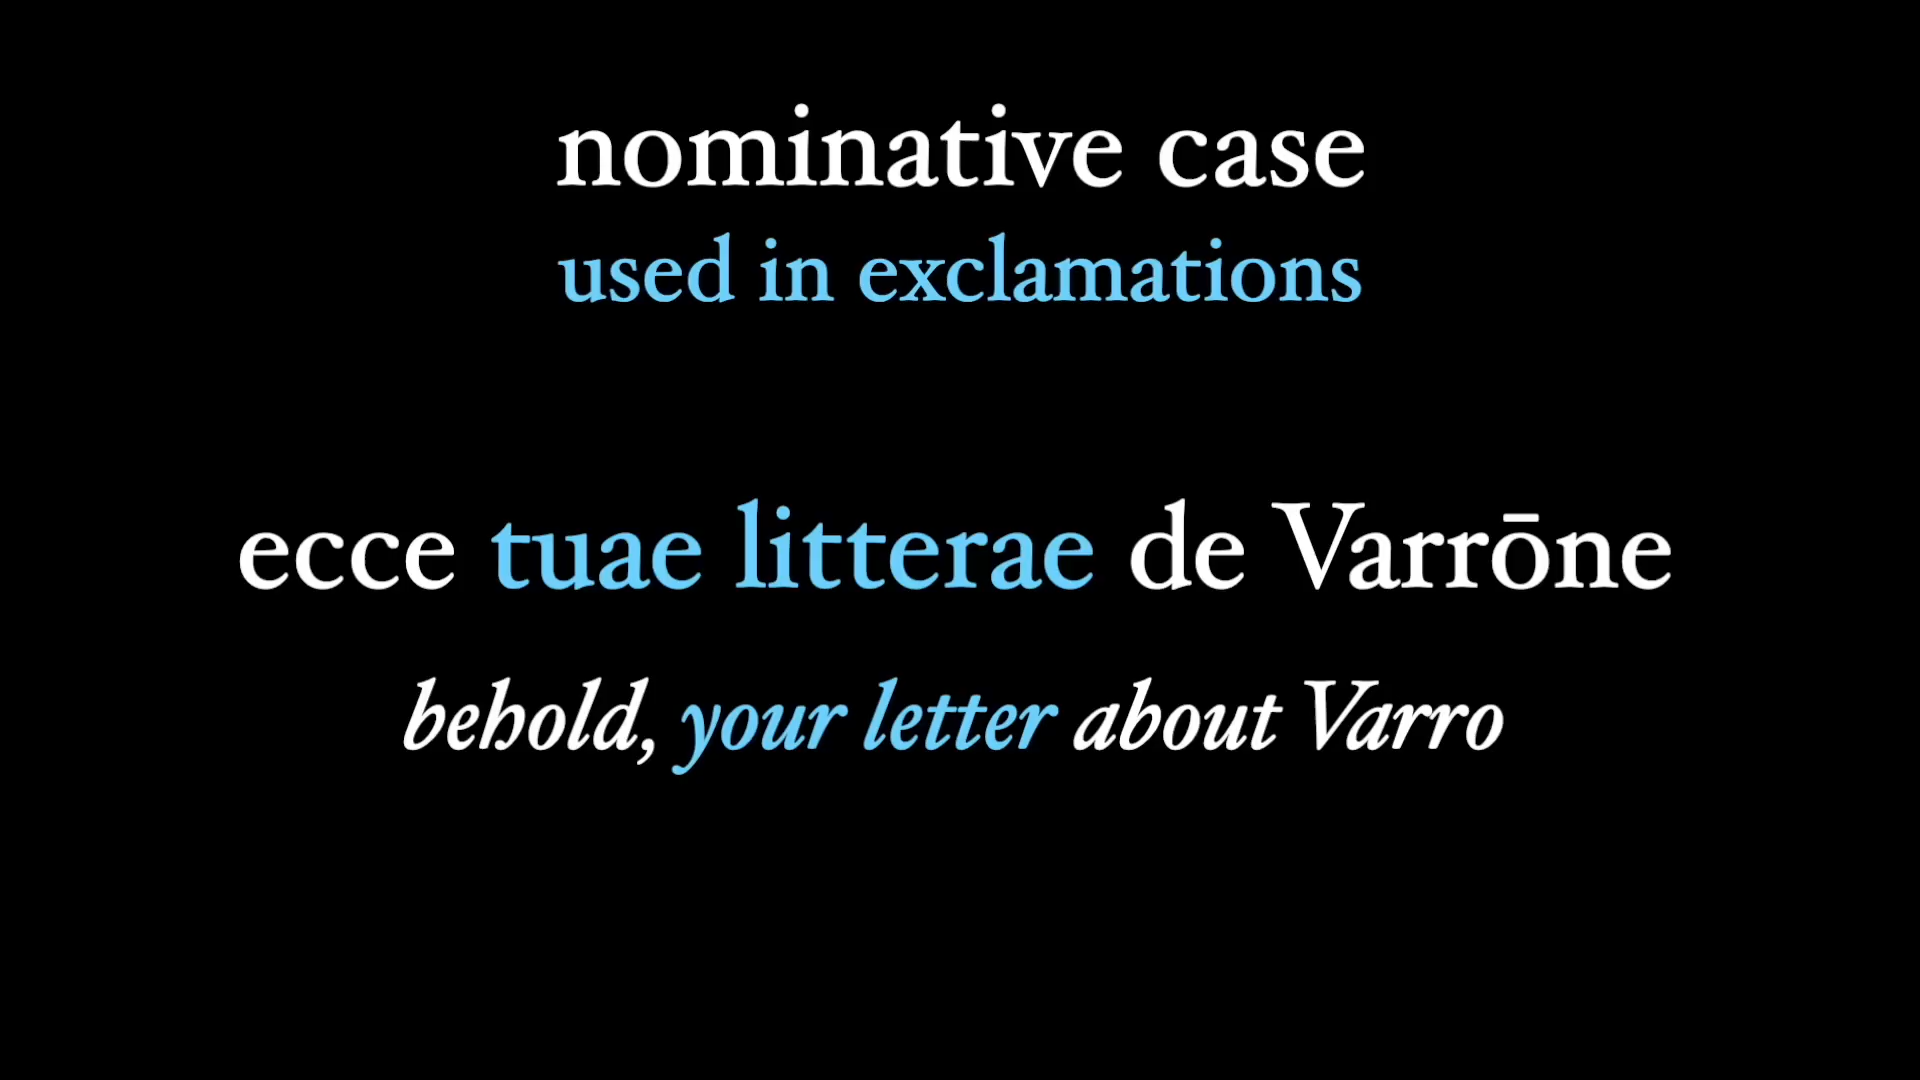 nominative case
used in exclamations
ecce tuae litterae de Varrōne
behold, your letter about Varro